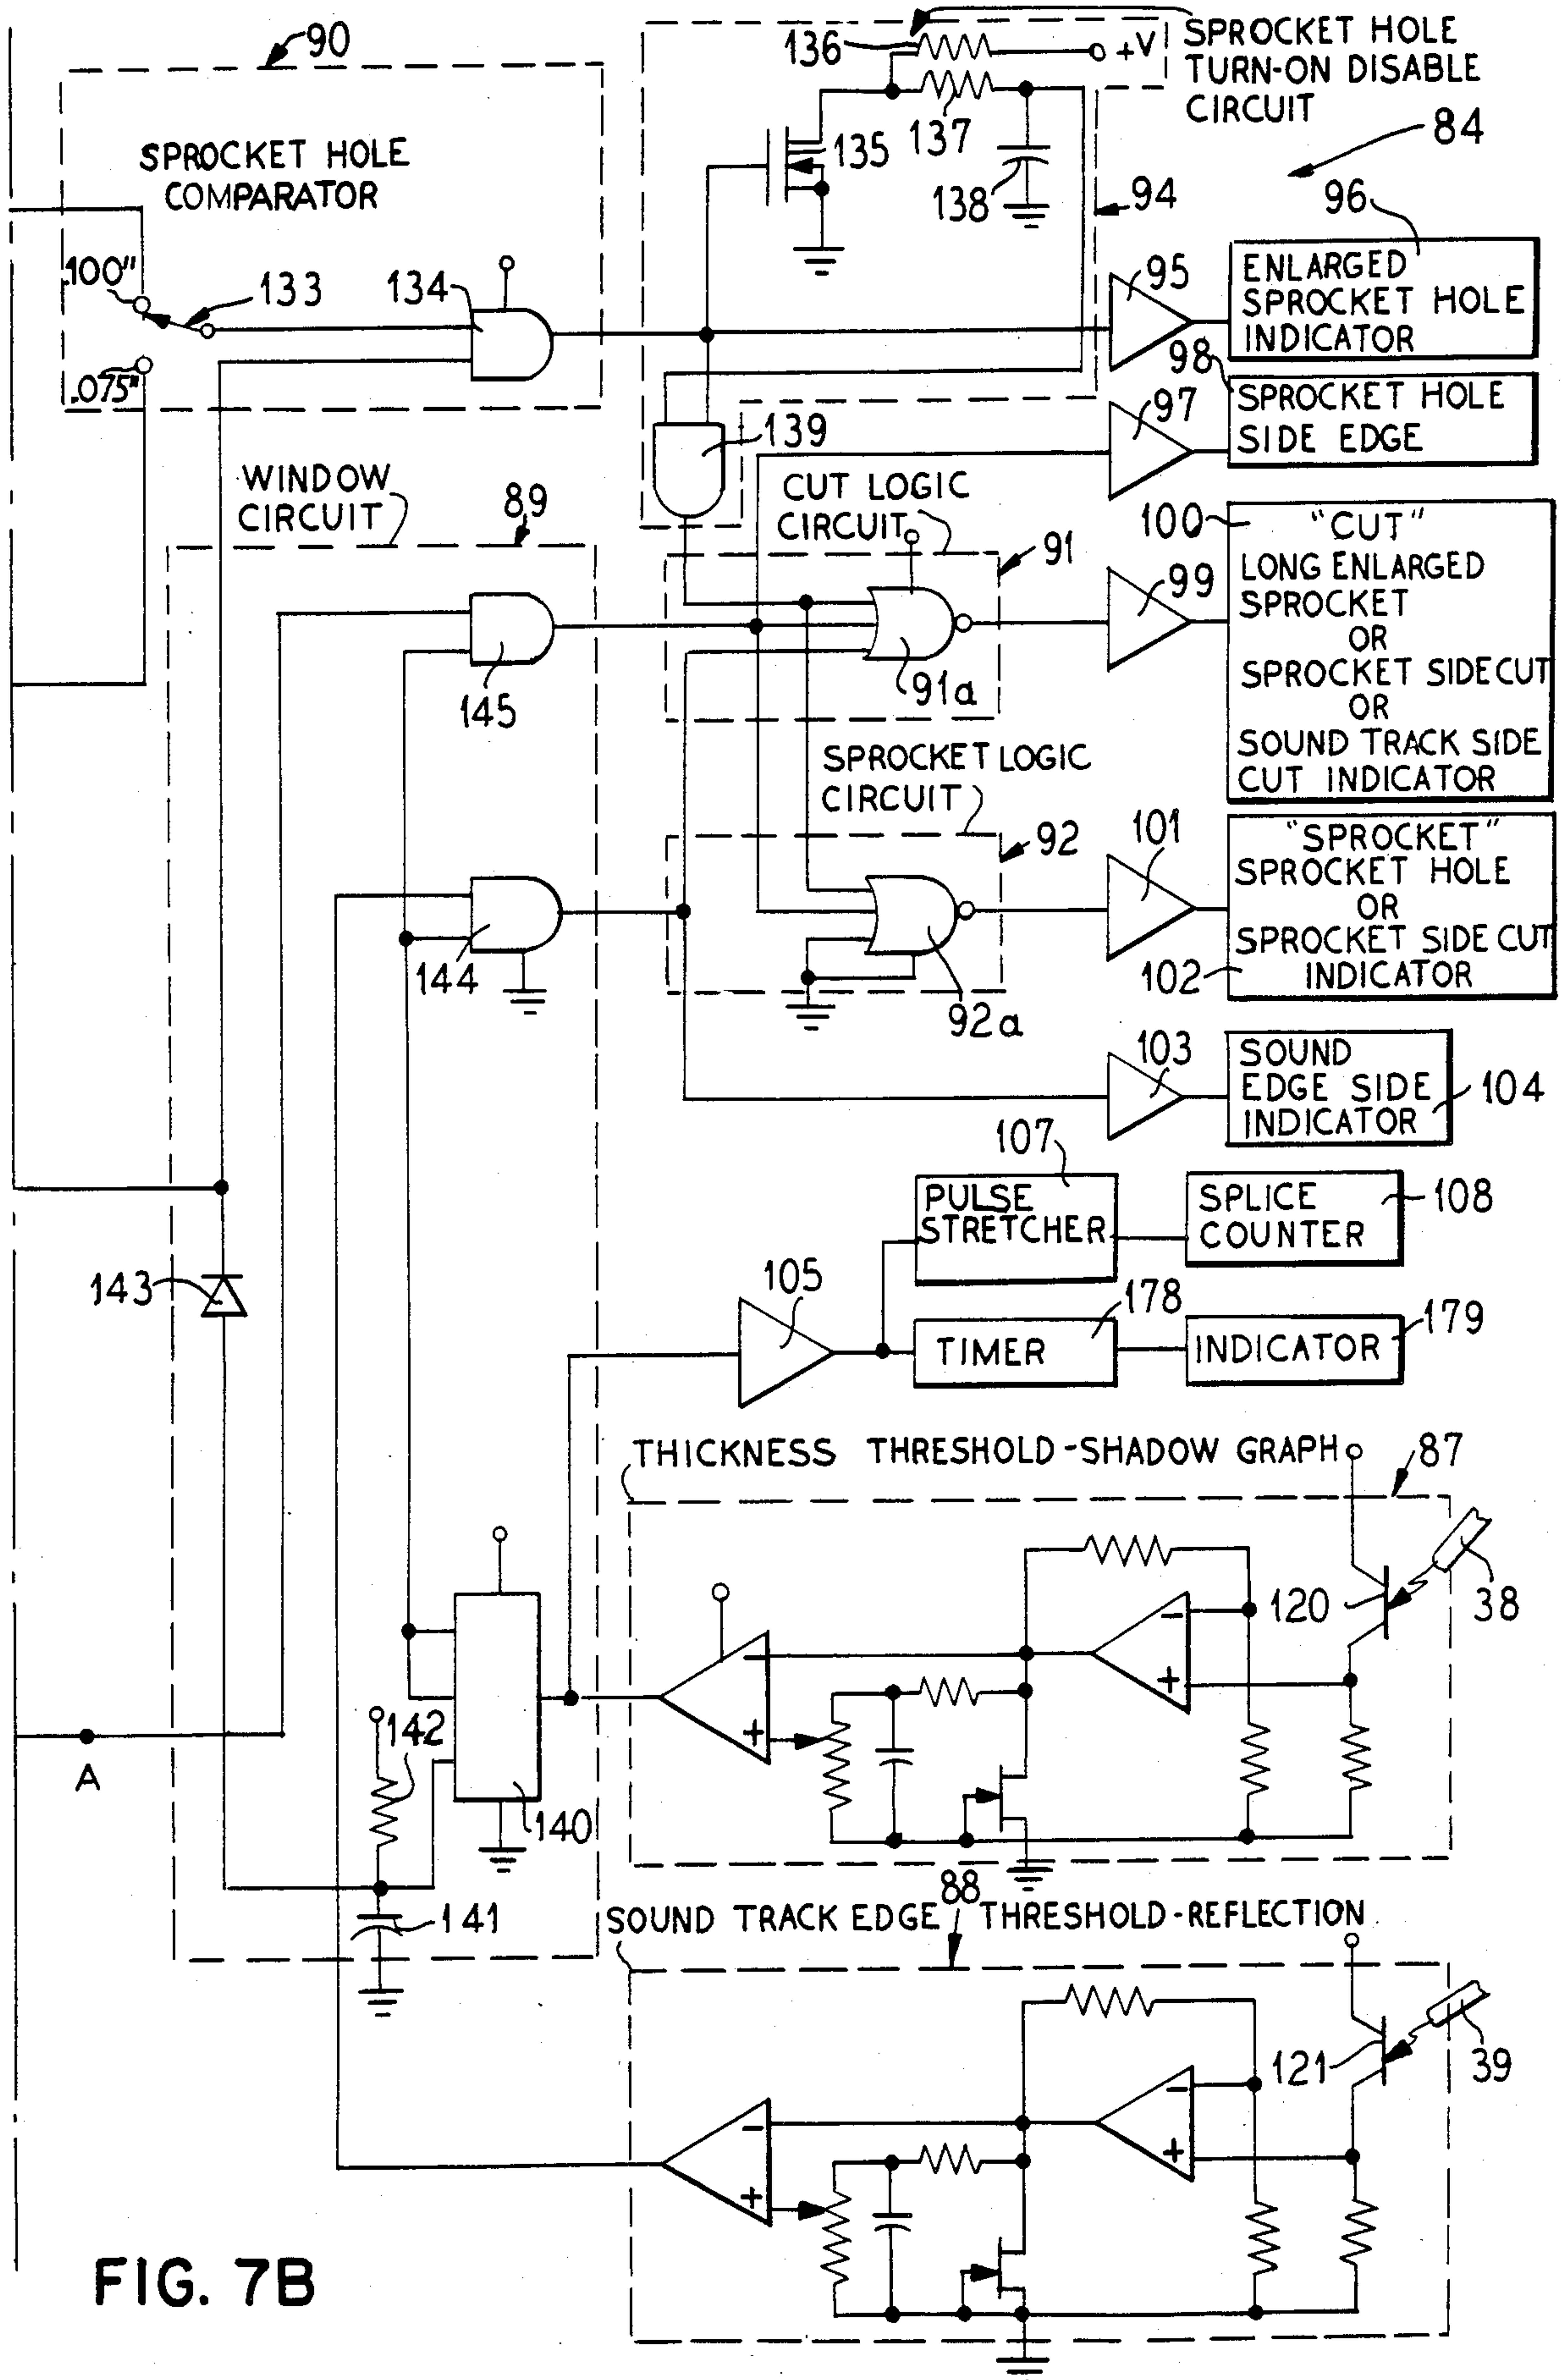 90
136
+V
SPROCKET HOLE
TURN-ON DISABLE
CIRCUIT
SPROCKET HOLE
COMPARATOR
135
137
138
84
94
96
.100"
133
134
95
ENLARGED
SPROCKET HOLE
INDICATOR
.075"
98
97
SPROCKET HOLE
SIDE EDGE
139
WINDOW
CIRCUIT
89
CUT LOGIC
CIRCUIT
91
100
"CUT"
LONG ENLARGED
SPROCKET
OR
SPROCKET SIDE CUT
OR
SOUND TRACK SIDE
CUT INDICATOR
99
145
91a
SPROCKET LOGIC
CIRCUIT
92
101
"SPROCKET"
SPROCKET HOLE
OR
SPROCKET SIDE CUT
INDICATOR
102
144
92a
103
SOUND
EDGE SIDE
INDICATOR
104
107
PULSE
STRETCHER
SPLICE
COUNTER
108
143
105
178
TIMER
INDICATOR
179
THICKNESS THRESHOLD-SHADOW GRAPH
87
-
+
120
38
-
+
142
A
140
141
88
SOUND TRACK EDGE THRESHOLD-REFLECTION
-
+
121
39
-
+
FIG. 7B